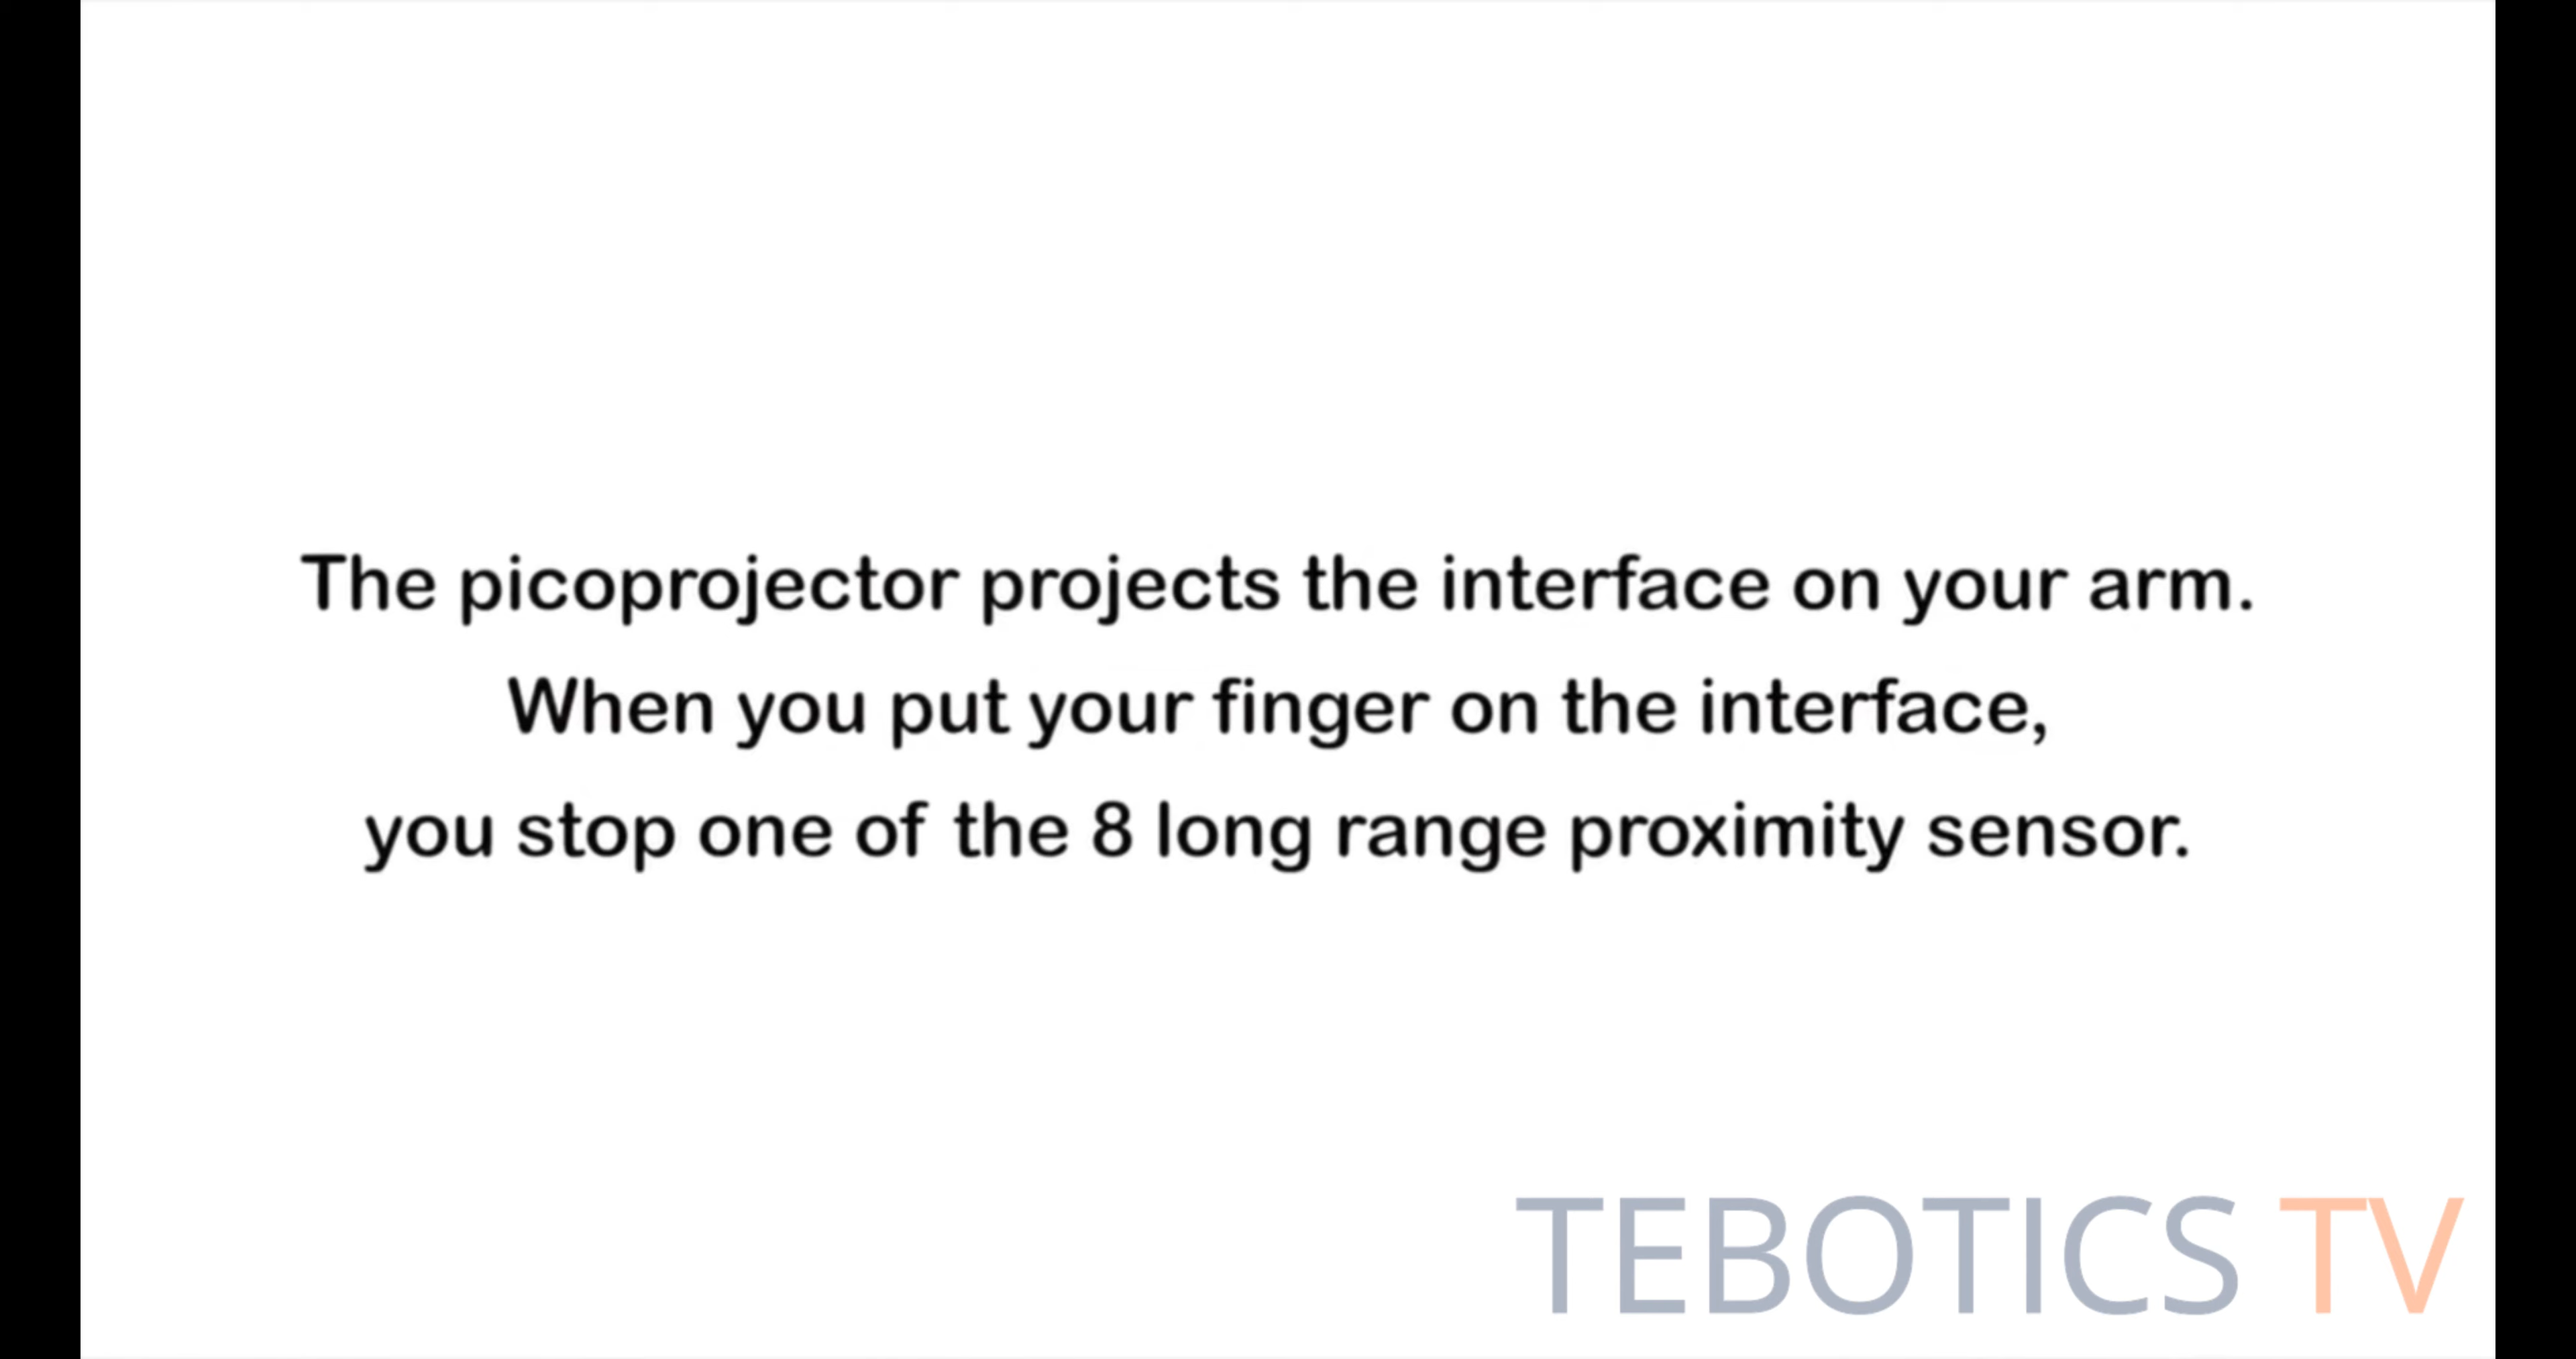 The picoprojector projects the interface on your arm.
When you put your finger on the interface,
you stop one of the 8 long range proximity sensor.
TEBOTICS TV